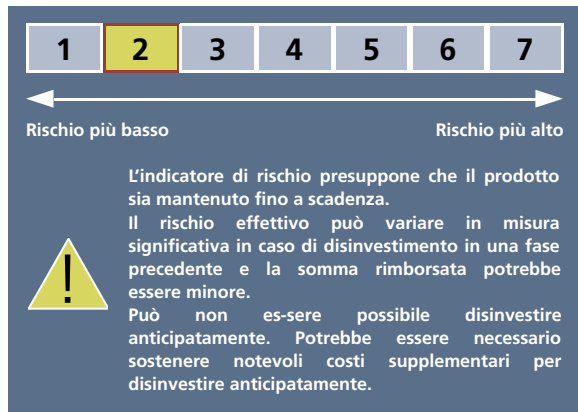 1 2 3 4 5 6 7
Rischio più basso Rischio più alto
L'indicatore di rischio presuppone che il prodotto
sia mantenuto fino a scadenza.
Il rischio effettivo può variare in misura
significativa in caso di disinvestimento in una fase
precedente e la somma rimborsata potrebbe
essere minore.
Può non es-sere possibile disinvestire
anticipatamente. Potrebbe essere necessario
sostenere notevoli costi supplementari per
disinvestire anticipatamente.
!